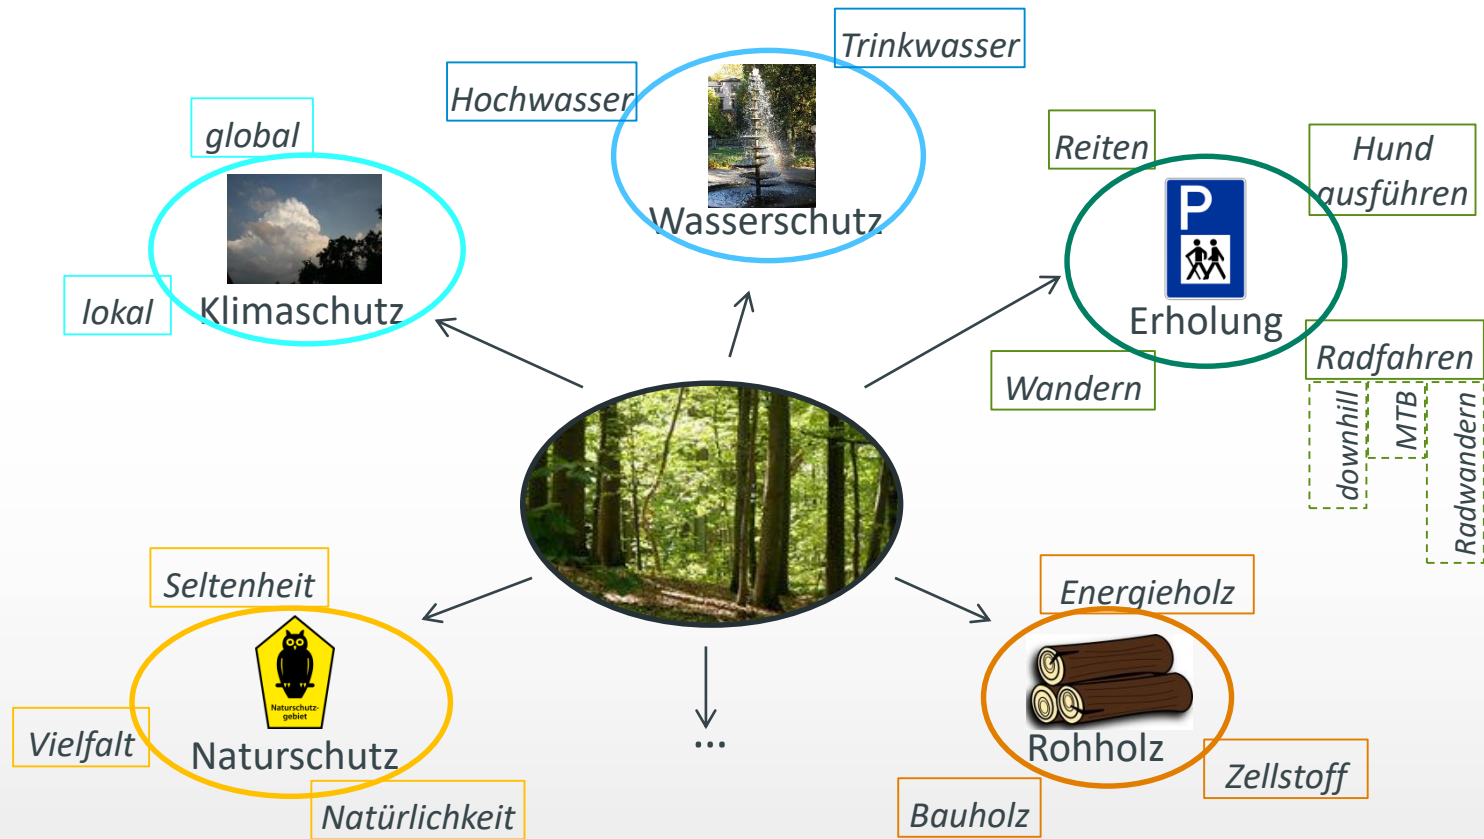 Trinkwasser
Hochwasser
Wasserschutz
global
lokal
Klimaschutz
Reiten
Hund
ausführen
P
Erholung
Wandern
Radfahren
downhill
MTB
Radwandern
Seltenheit
Naturschutz-
gebiet
Vielfalt
Naturschutz
Natürlichkeit
...
Energieholz
Rohholz
Zellstoff
Bauholz